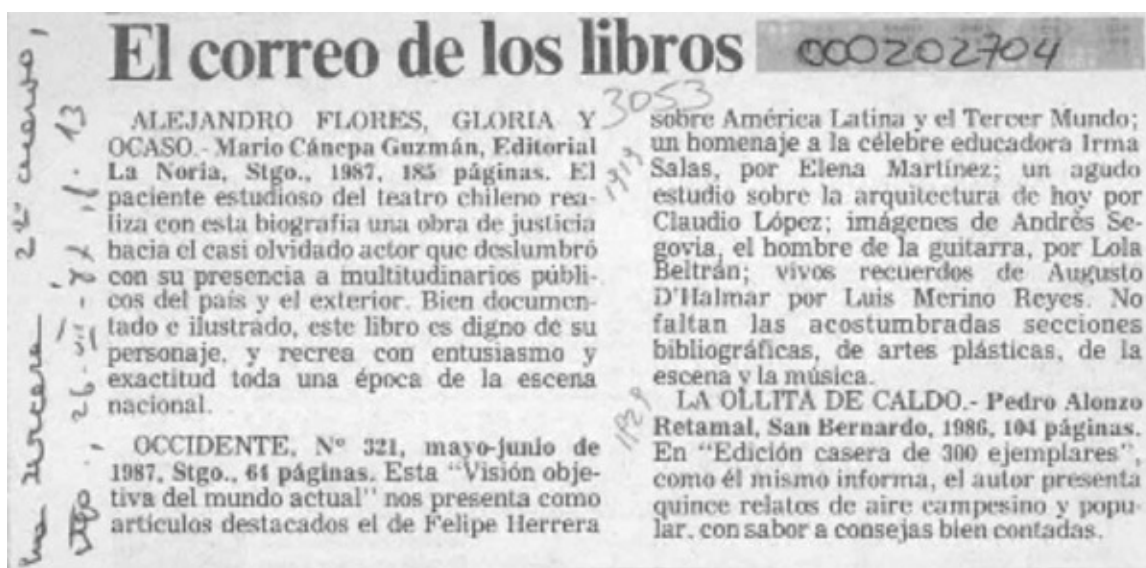 El correo de los libros
000202704
3053
ALEJANDRO FLORES, GLORIA Y
OCASO.- Mario Cánepa Guzmán, Editorial
La Noria, Stgo., 1987, 185 páginas. El
paciente estudioso del teatro chileno rea-
liza con esta biografía una obra de justicia
hacia el casi olvidado actor que deslumbró
con su presencia a multitudinarios públi-
cos del país y el exterior. Bien documen-
tado e ilustrado, este libro es digno de su
personaje, y recrea con entusiasmo y
exactitud toda una época de la escena
nacional.
OCCIDENTE, Nº 321, mayo-junio de
1987, Stgo., 64 páginas. Esta "Visión obje-
tiva del mundo actual" nos presenta como
artículos destacados el de Felipe Herrera
sobre América Latina y el Tercer Mundo;
un homenaje a la célebre educadora Irma
Salas, por Elena Martínez; un agudo
estudio sobre la arquitectura de hoy por
Claudio López; imágenes de Andrés Se-
govia, el hombre de la guitarra, por Lola
Beltrán; vivos recuerdos de Augusto
D'Halmar por Luis Merino Reyes. No
faltan las acostumbradas secciones
bibliográficas, de artes plásticas, de la
escena y la música.
LA OLLITA DE CALDO.- Pedro Alonzo
Retamal, San Bernardo, 1986, 104 páginas.
En "Edición casera de 300 ejemplares",
como él mismo informa, el autor presenta
quince relatos de aire campesino y popu-
lar, con sabor a consejas bien contadas.